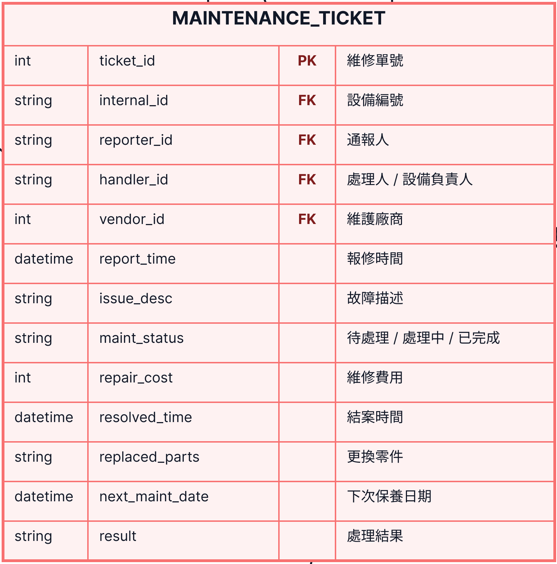 MAINTENANCE_TICKET
int ticket_id PK 維修單號
string internal_id FK 設備編號
string reporter_id FK 通報人
string handler_id FK 處理人 / 設備負責人
int vendor_id FK 維護廠商
datetime report_time 報修時間
string issue_desc 故障描述
string maint_status 待處理 / 處理中 / 已完成
int repair_cost 維修費用
datetime resolved_time 結案時間
string replaced_parts 更換零件
datetime next_maint_date 下次保養日期
string result 處理結果